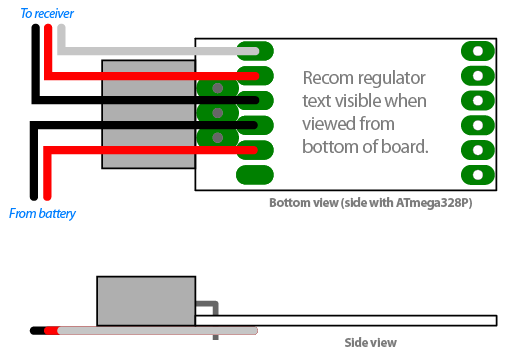 To receiver
Recom regulator
text visible when
viewed from
bottom of board.
Bottom view (side with ATmega328P)
From battery
Side view